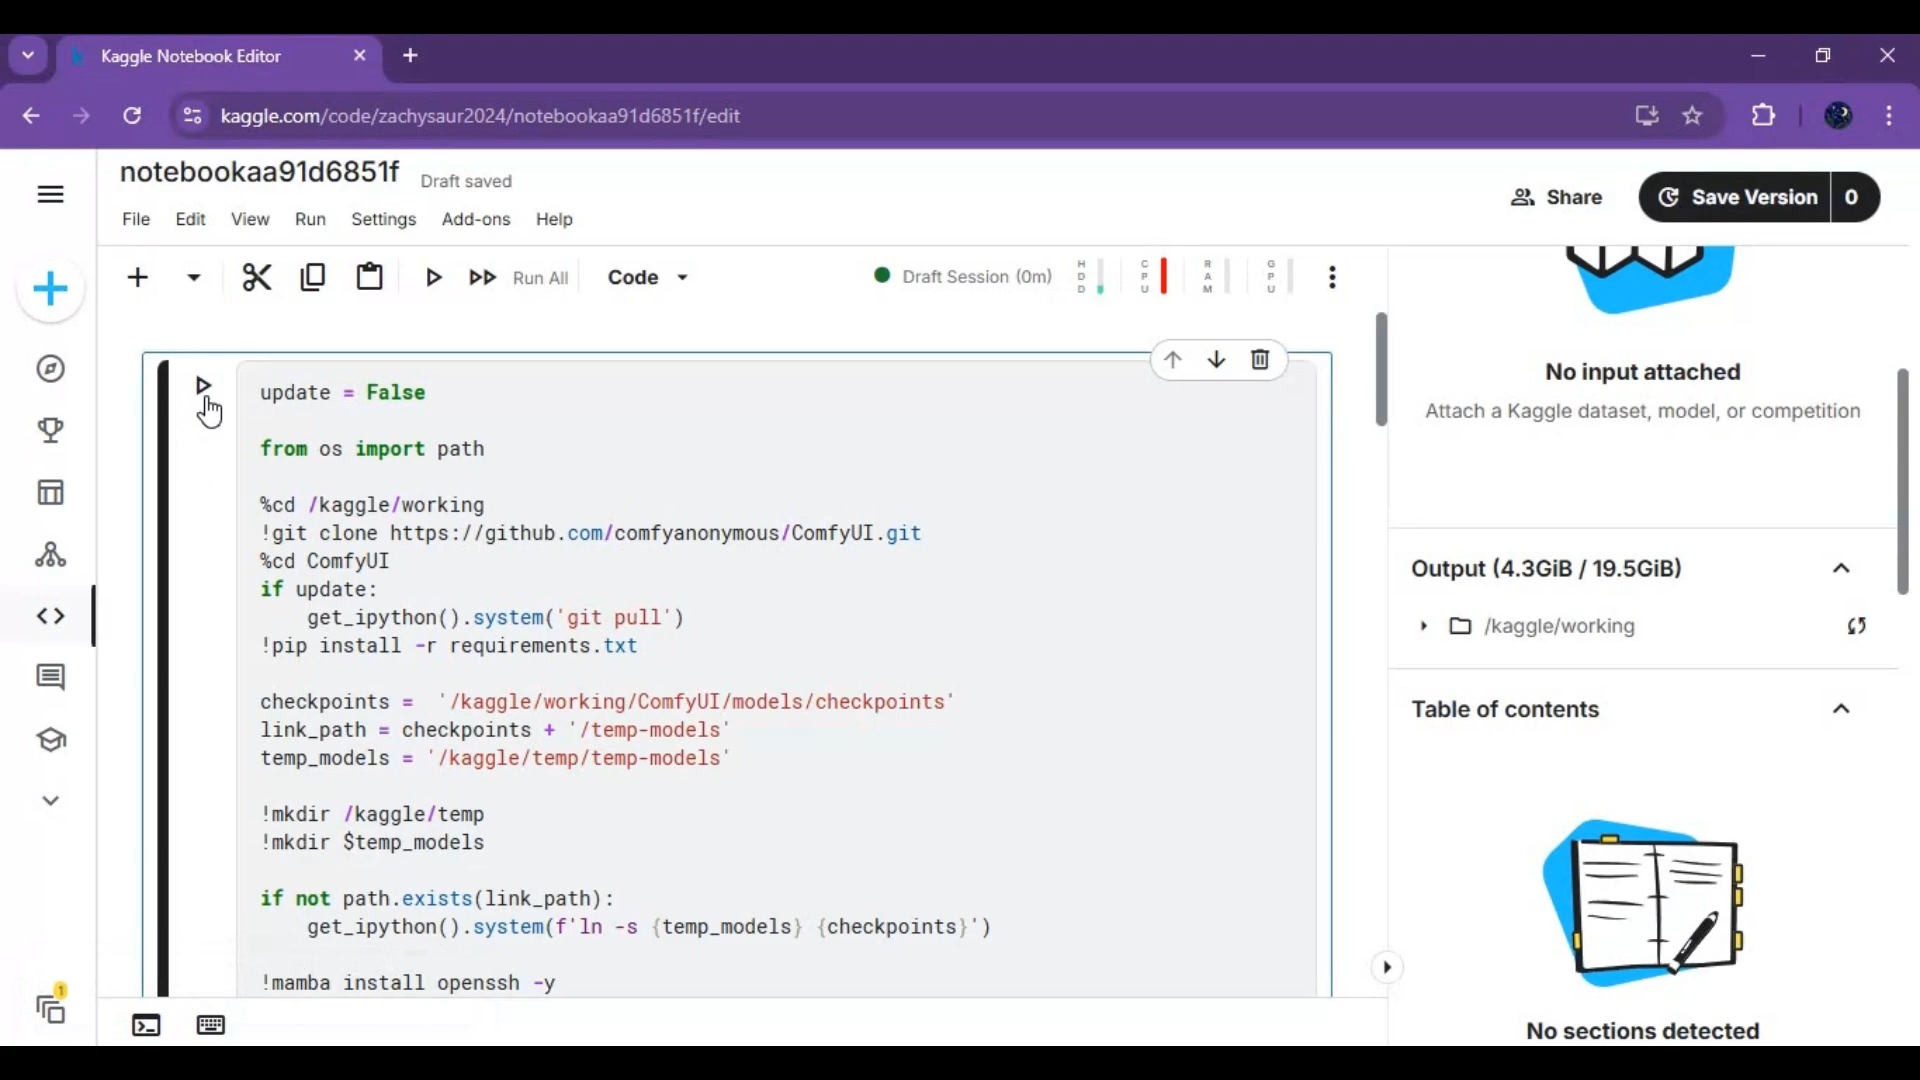 Kaggle Notebook Editor
kaggle.com/code/zachysaur2024/notebookaa91d6851f/edit
notebookaa91d6851f
Draft saved
Share
Save Version
0
File
Edit
View
Run
Settings
Add-ons
Help
Run All
Code
Draft Session (0m)
HDD
CPU
RAM
GPU
update = False
from os import path
%cd /kaggle/working
!git clone https://github.com/comfyanonymous/ComfyUI.git
%cd ComfyUI
if update:
    get_ipython().system('git pull')
!pip install -r requirements.txt
checkpoints =  '/kaggle/working/ComfyUI/models/checkpoints'
link_path = checkpoints + '/temp-models'
temp_models = '/kaggle/temp/temp-models'
!mkdir /kaggle/temp
!mkdir $temp_models
if not path.exists(link_path):
    get_ipython().system(f'ln -s {temp_models} {checkpoints}')
!mamba install openssh -y
No input attached
Attach a Kaggle dataset, model, or competition
Output (4.3GiB / 19.5GiB)
/kaggle/working
Table of contents
No sections detected
1